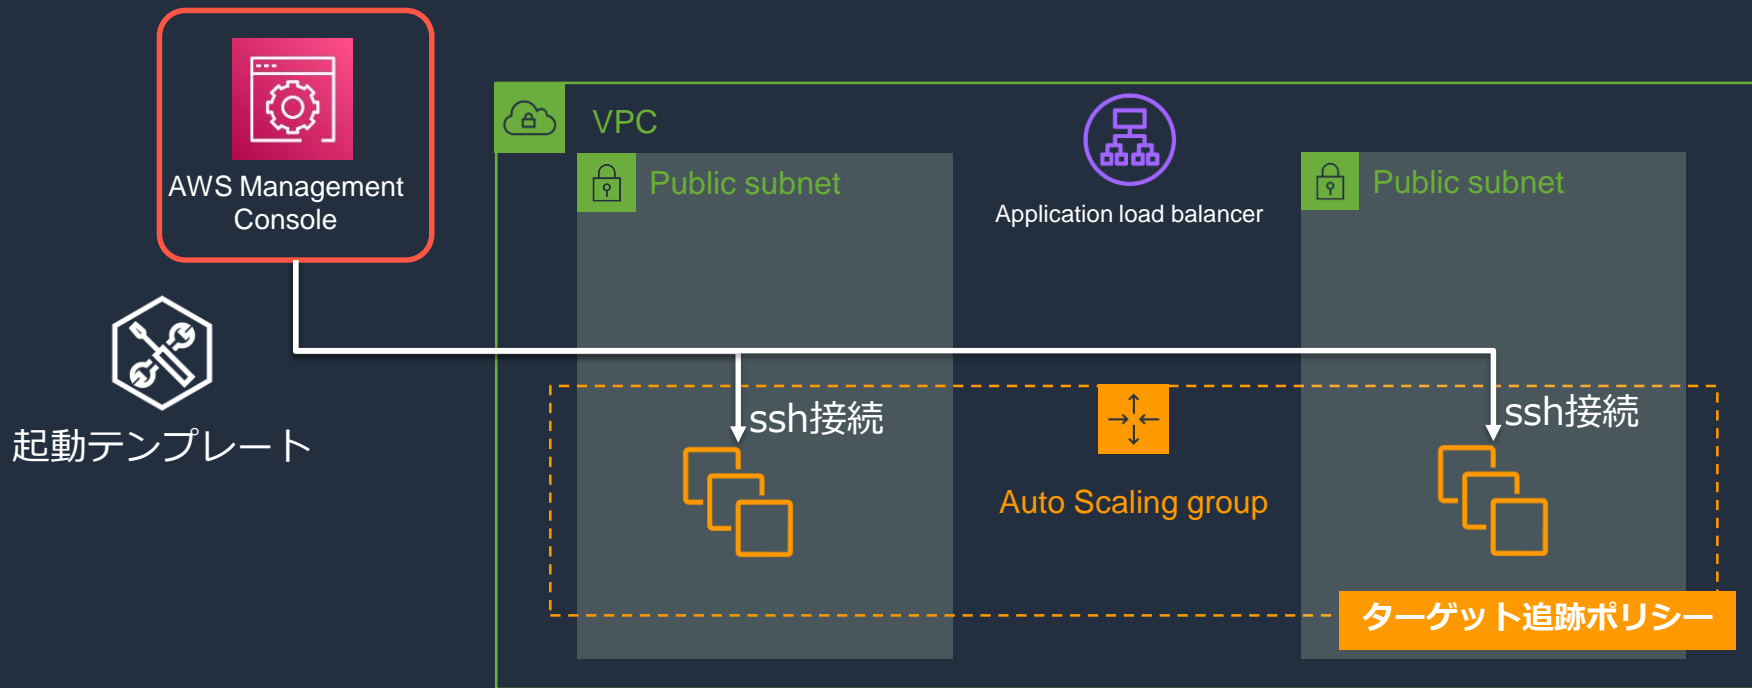 AWS Management
Console
VPC
Public subnet
Application load balancer
Public subnet
起動テンプレート
ssh接続
ssh接続
Auto Scaling group
ターゲット追跡ポリシー